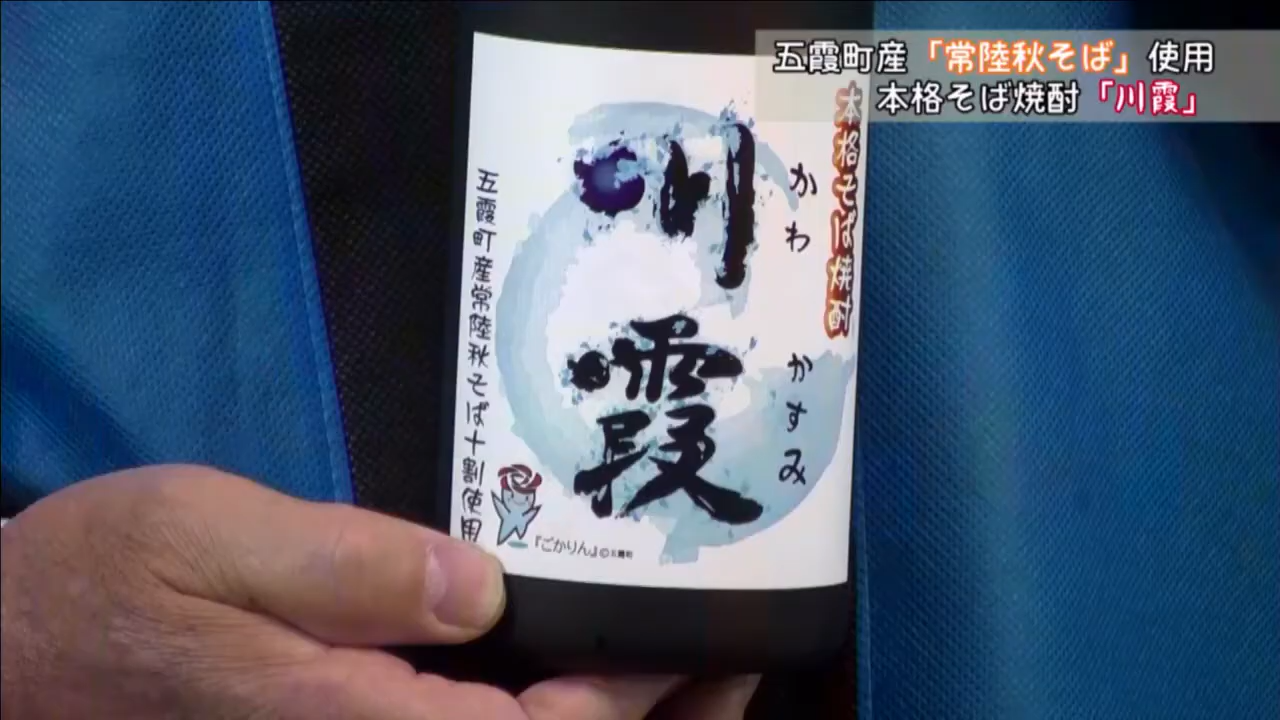 五霞町産「常陸秋そば」使用
本格そば焼酎「川霞」
本格そば焼酎
かわ かすみ
川霞
五霞町産常陸秋そば十割使用
『ごかりん』©五霞町